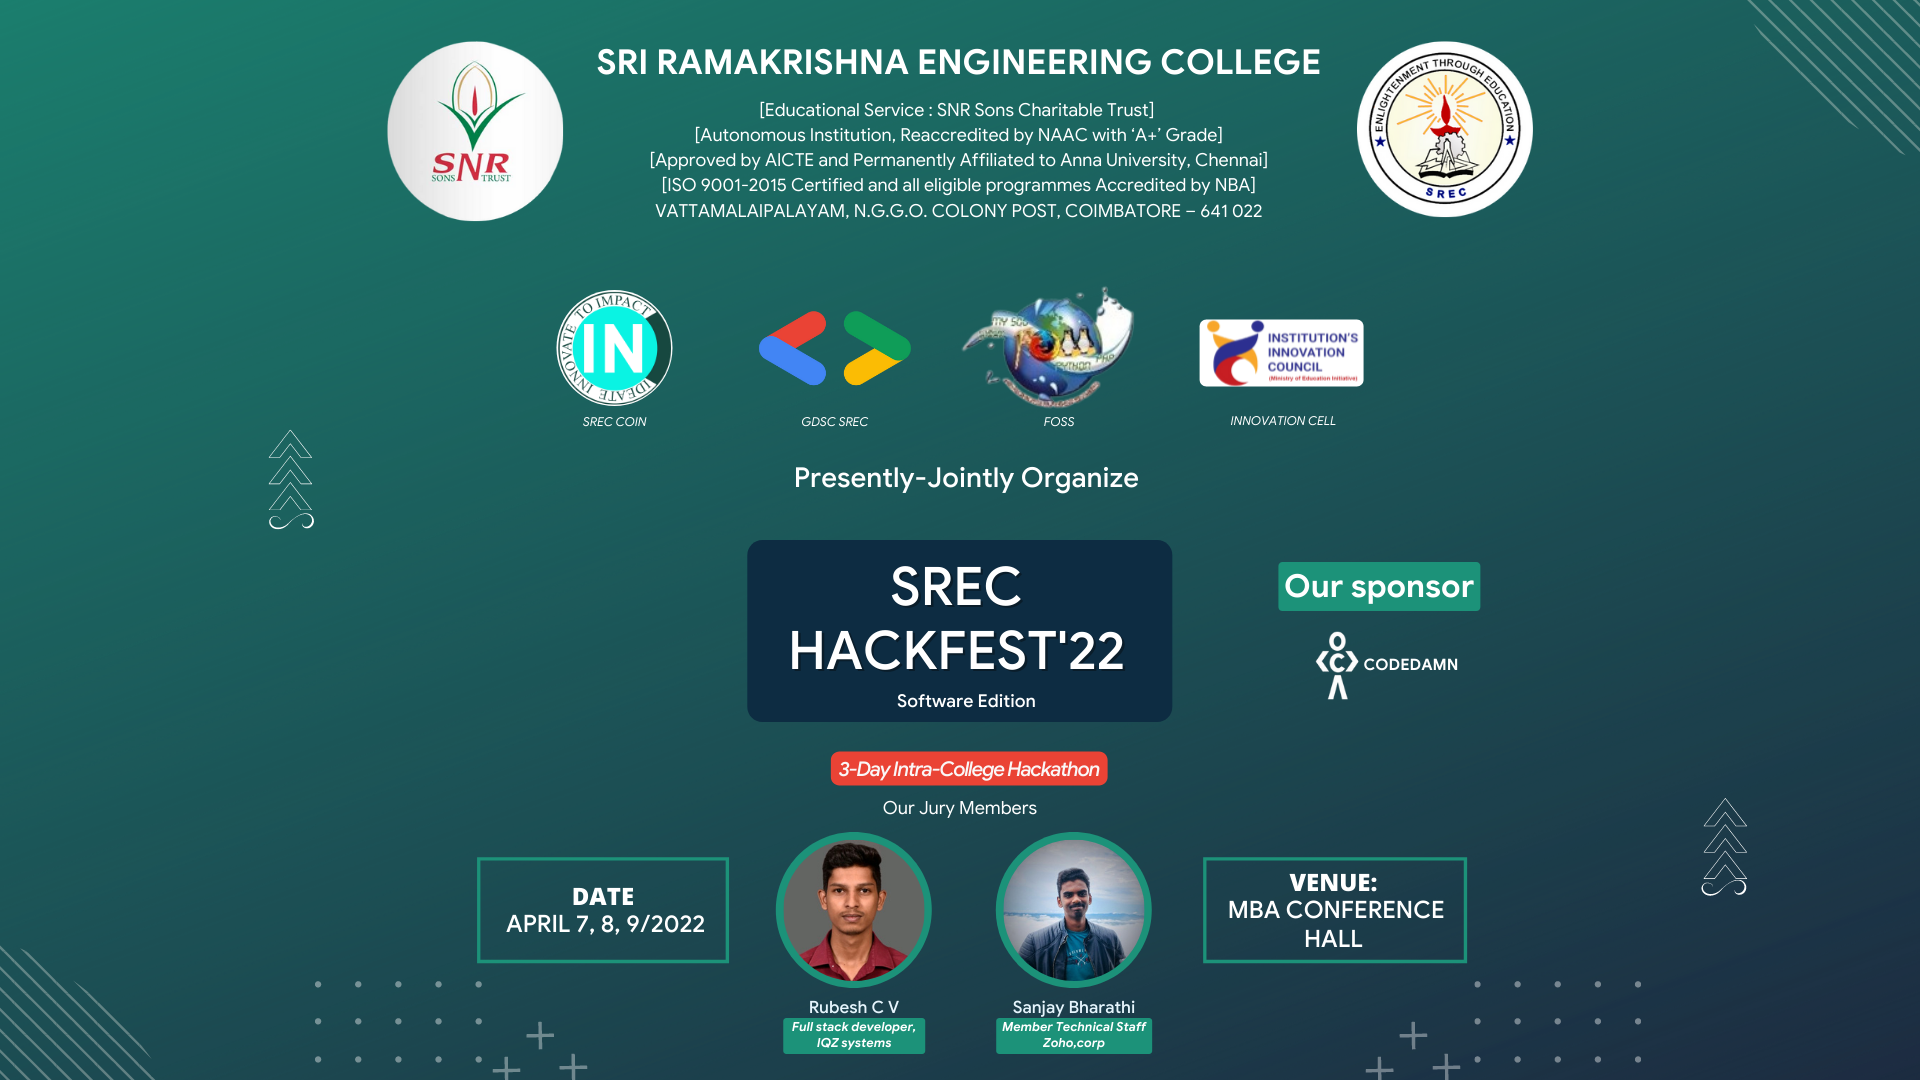 SRI RAMAKRISHNA ENGINEERING COLLEGE
[Educational Service : SNR Sons Charitable Trust]
[Autonomous Institution, Reaccredited by NAAC with ‘A+’ Grade]
[Approved by AICTE and Permanently Affiliated to Anna University, Chennai]
[ISO 9001-2015 Certified and all eligible programmes Accredited by NBA]
VATTAMALAIPALAYAM, N.G.G.O. COLONY POST, COIMBATORE – 641 022
SNR
SONS TRUST
ENLIGHTENMENT THROUGH EDUCATION
SREC
IDEATE INNOVATE TO IMPACT
IN
SREC COIN
GDSC SREC
PYTHON PHP
FOSS
INSTITUTION'S
INNOVATION
COUNCIL
(Ministry of Education Initiative)
INNOVATION CELL
Presently-Jointly Organize
SREC
HACKFEST'22
Software Edition
Our sponsor
CODEDAMN
3-Day Intra-College Hackathon
Our Jury Members
DATE
APRIL 7, 8, 9/2022
VENUE:
MBA CONFERENCE
HALL
Rubesh C V
Full stack developer,
IQZ systems
Sanjay Bharathi
Member Technical Staff
Zoho,corp